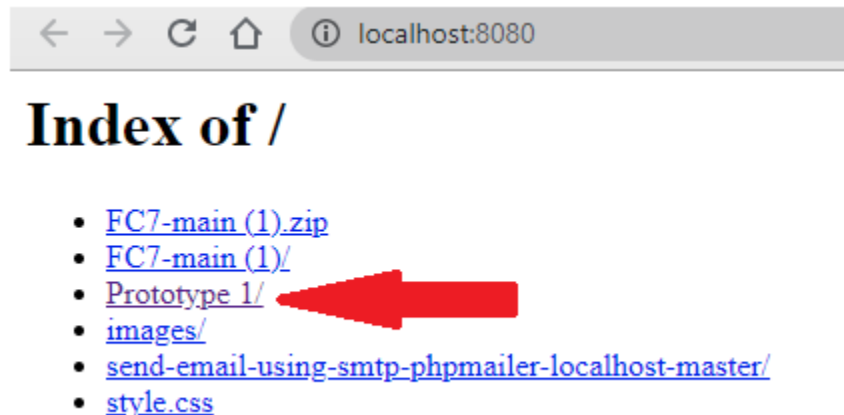 localhost:8080
Index of /
FC7-main (1).zip
FC7-main (1)/
Prototype 1/
images/
send-email-using-smtp-phpmailer-localhost-master/
style.css